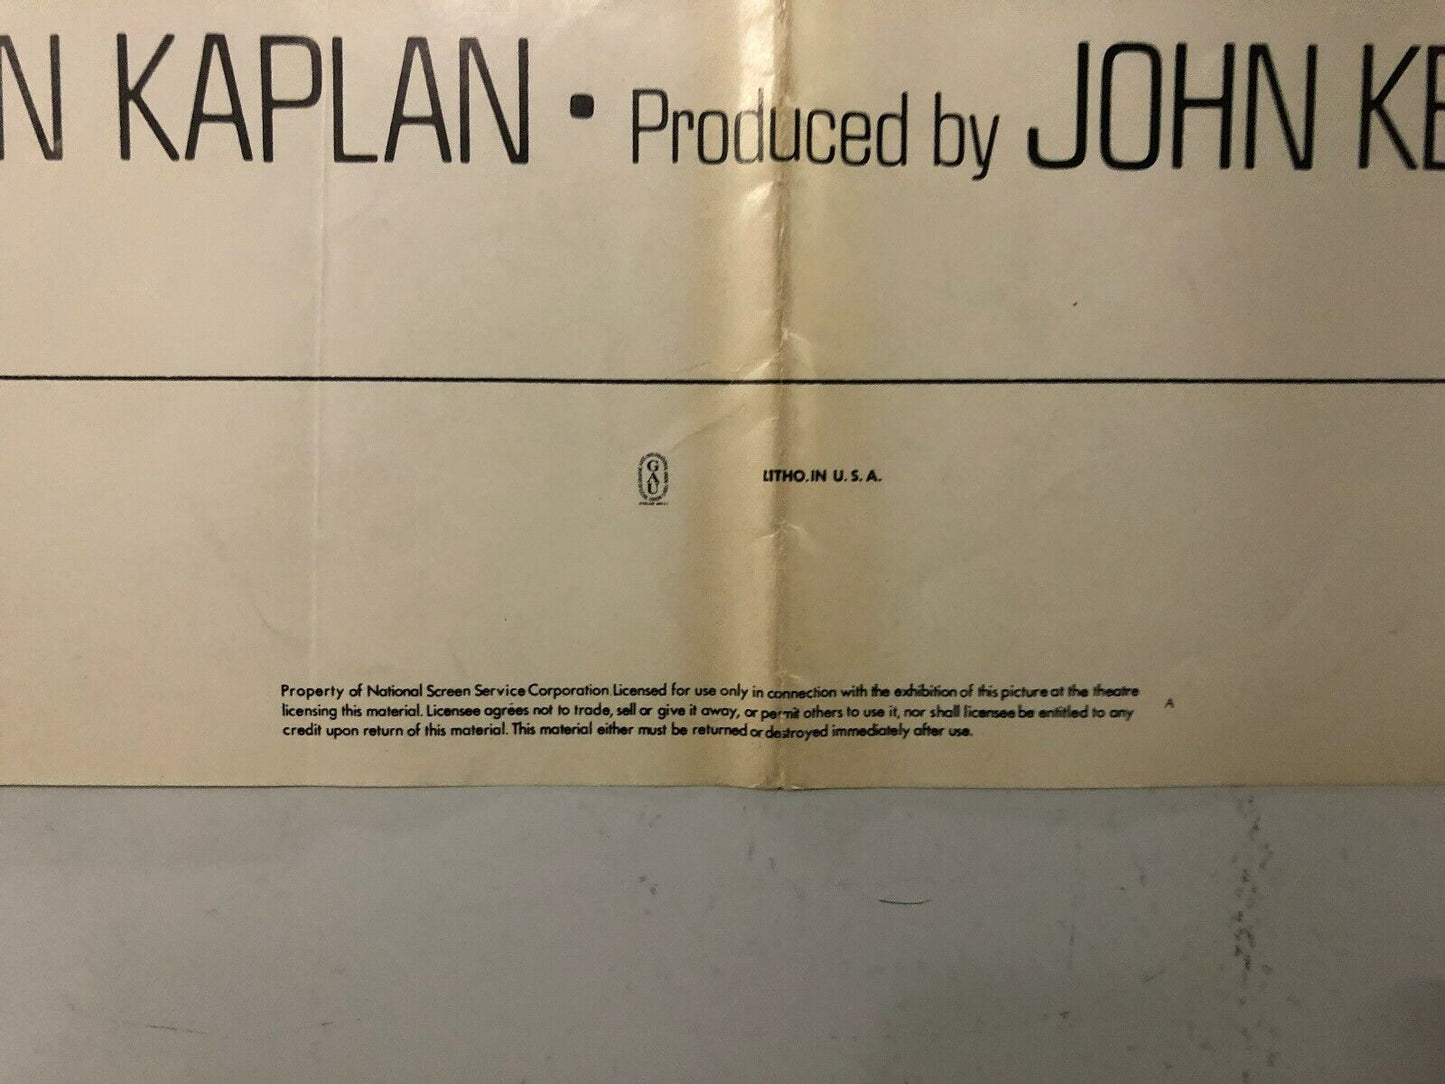 N KAPLAN • Produced by JOHN KE
GAU
LITHO. IN U. S. A.
Property of National Screen Service Corporation Licensed for use only in connection with the exhibition of this picture at the theatre
licensing this material. Licensee agrees not to trade, sell or give it away, or permit others to use it, nor shall licensee be entitled to any
credit upon return of this material. This material either must be returned or destroyed immediately after use.
A